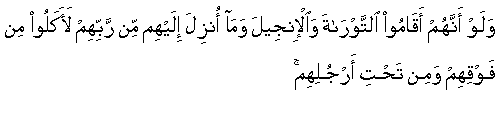 وَلَوْ أَنَّهُمْ أَقَامُوا۟ ٱلتَّوْرَىٰةَ وَٱلْإِنجِيلَ وَمَآ أُنزِلَ إِلَيْهِم مِّن رَّبِّهِمْ لَأَكَلُوا۟ مِن
فَوْقِهِمْ وَمِن تَحْتِ أَرْجُلِهِم ۚ